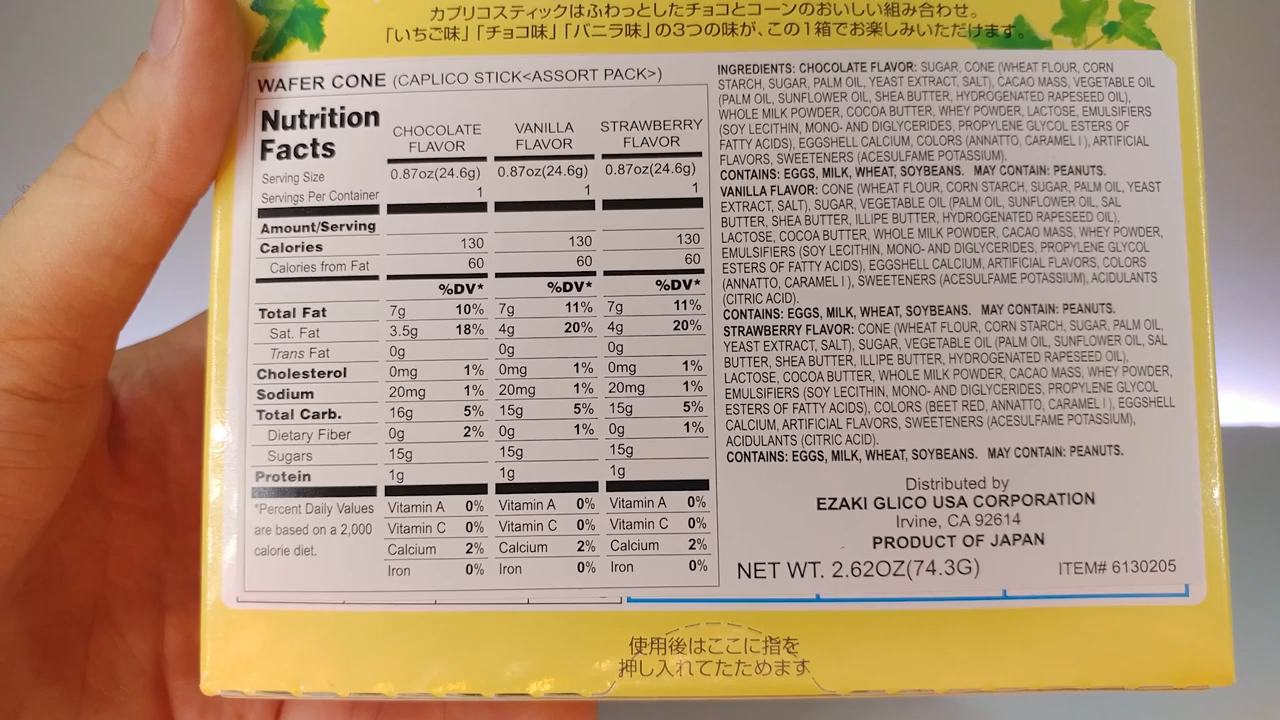 カプリコスティックはふわっとしたチョコとコーンのおいしい組み合わせ。
「いちご味」「チョコ味」「バニラ味」の3つの味が、この1箱でお楽しみいただけます。
WAFER CONE (CAPLICO STICK<ASSORT PACK>)
Nutrition Facts
CHOCOLATE FLAVOR VANILLA FLAVOR STRAWBERRY FLAVOR
Serving Size 0.87oz(24.6g) 0.87oz(24.6g) 0.87oz(24.6g)
Servings Per Container 1 1 1
Amount/Serving
Calories 130 130 130
Calories from Fat 60 60 60
%DV* %DV* %DV*
Total Fat 7g 10% 7g 11% 7g 11%
Sat. Fat 3.5g 18% 4g 20% 4g 20%
Trans Fat 0g 0g 0g
Cholesterol 0mg 1% 0mg 1% 0mg 1%
Sodium 20mg 1% 20mg 1% 20mg 1%
Total Carb. 16g 5% 15g 5% 15g 5%
Dietary Fiber 0g 2% 0g 1% 0g 1%
Sugars 15g 15g 15g
Protein 1g 1g 1g
*Percent Daily Values
are based on a 2,000
calorie diet.
Vitamin A 0% Vitamin A 0% Vitamin A 0%
Vitamin C 0% Vitamin C 0% Vitamin C 0%
Calcium 2% Calcium 2% Calcium 2%
Iron 0% Iron 0% Iron 0%
INGREDIENTS: CHOCOLATE FLAVOR: SUGAR, CONE (WHEAT FLOUR, CORN
STARCH, SUGAR, PALM OIL, YEAST EXTRACT, SALT), CACAO MASS, VEGETABLE OIL
(PALM OIL, SUNFLOWER OIL, SHEA BUTTER, HYDROGENATED RAPESEED OIL),
WHOLE MILK POWDER, COCOA BUTTER, WHEY POWDER, LACTOSE, EMULSIFIERS
(SOY LECITHIN, MONO- AND DIGLYCERIDES, PROPYLENE GLYCOL ESTERS OF
FATTY ACIDS), EGGSHELL CALCIUM, COLORS (ANNATTO, CARAMEL I ), ARTIFICIAL
FLAVORS, SWEETENERS (ACESULFAME POTASSIUM).
CONTAINS: EGGS, MILK, WHEAT, SOYBEANS. MAY CONTAIN: PEANUTS.
VANILLA FLAVOR: CONE (WHEAT FLOUR, CORN STARCH, SUGAR, PALM OIL, YEAST
EXTRACT, SALT), SUGAR, VEGETABLE OIL (PALM OIL, SUNFLOWER OIL, SAL
BUTTER, SHEA BUTTER, ILLIPE BUTTER, HYDROGENATED RAPESEED OIL),
LACTOSE, COCOA BUTTER, WHOLE MILK POWDER, CACAO MASS, WHEY POWDER,
EMULSIFIERS (SOY LECITHIN, MONO- AND DIGLYCERIDES, PROPYLENE GLYCOL
ESTERS OF FATTY ACIDS), EGGSHELL CALCIUM, ARTIFICIAL FLAVORS, COLORS
(ANNATTO, CARAMEL I ), SWEETENERS (ACESULFAME POTASSIUM), ACIDULANTS
(CITRIC ACID).
CONTAINS: EGGS, MILK, WHEAT, SOYBEANS. MAY CONTAIN: PEANUTS.
STRAWBERRY FLAVOR: CONE (WHEAT FLOUR, CORN STARCH, SUGAR, PALM OIL,
YEAST EXTRACT, SALT), SUGAR, VEGETABLE OIL (PALM OIL, SUNFLOWER OIL, SAL
BUTTER, SHEA BUTTER, ILLIPE BUTTER, HYDROGENATED RAPESEED OIL),
LACTOSE, COCOA BUTTER, WHOLE MILK POWDER, CACAO MASS, WHEY POWDER,
EMULSIFIERS (SOY LECITHIN, MONO- AND DIGLYCERIDES, PROPYLENE GLYCOL
ESTERS OF FATTY ACIDS), COLORS (BEET RED, ANNATTO, CARAMEL I ), EGGSHELL
CALCIUM, ARTIFICIAL FLAVORS, SWEETENERS (ACESULFAME POTASSIUM),
ACIDULANTS (CITRIC ACID).
CONTAINS: EGGS, MILK, WHEAT, SOYBEANS. MAY CONTAIN: PEANUTS.
Distributed by
EZAKI GLICO USA CORPORATION
Irvine, CA 92614
PRODUCT OF JAPAN
NET WT. 2.62OZ(74.3G) ITEM# 6130205
使用後はここに指を
押し入れてたためます